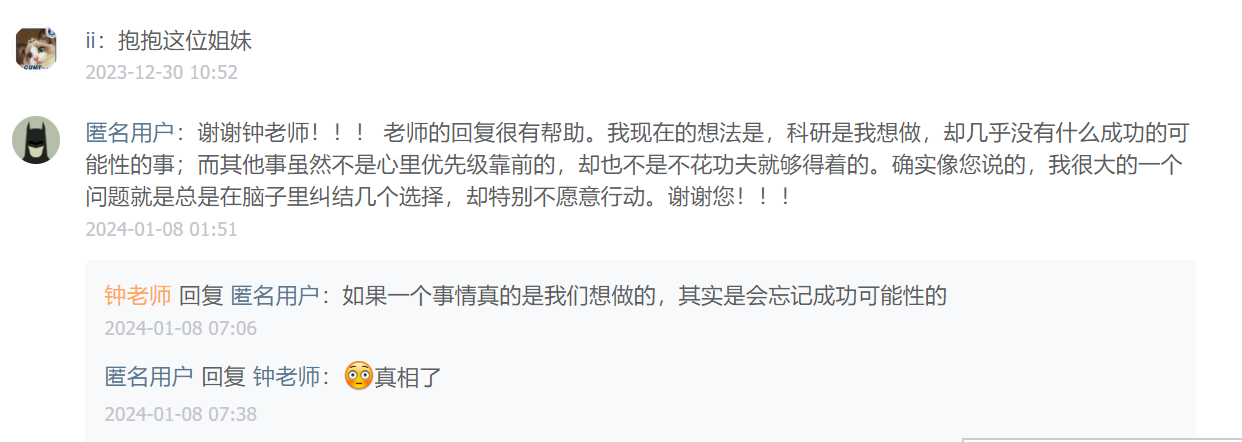 ii：抱抱这位姐妹
2023-12-30 10:52
匿名用户：谢谢钟老师！！！ 老师的回复很有帮助。我现在的想法是，科研是我想做，却几乎没有什么成功的可
能性的事；而其他事虽然不是心里优先级靠前的，却也不是不花功夫就够得着的。确实像您说的，我很大的一个
问题就是总是在脑子里纠结几个选择，却特别不愿意行动。谢谢您！！！
2024-01-08 01:51
钟老师 回复 匿名用户：如果一个事情真的是我们想做的，其实是会忘记成功可能性的
2024-01-08 07:06
匿名用户 回复 钟老师：😳真相了
2024-01-08 07:38